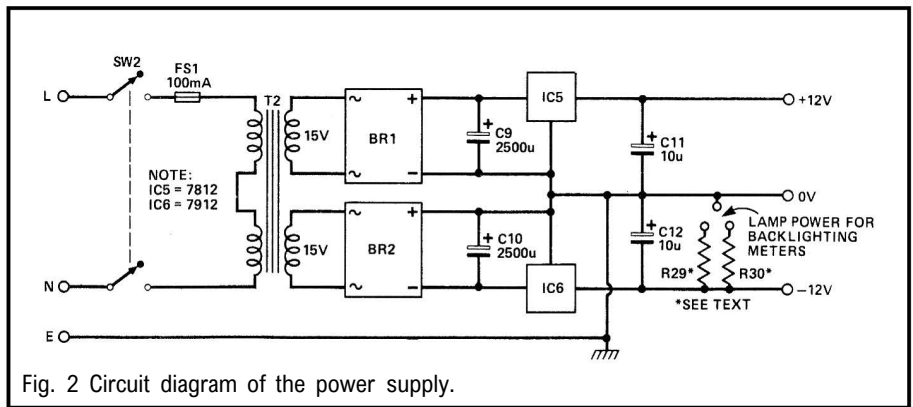 SW2
FS1
100mA
L
T2
15V
~
~
BR1
+
−
+
C9
2500u
IC5
+
C11
10u
+12V
NOTE:
IC5 = 7812
IC6 = 7912
0V
LAMP POWER FOR
BACKLIGHTING
METERS
15V
~
~
BR2
+
−
+
C10
2500u
IC6
+
C12
10u
R29*
R30*
*SEE TEXT
−12V
N
E
Fig. 2 Circuit diagram of the power supply.